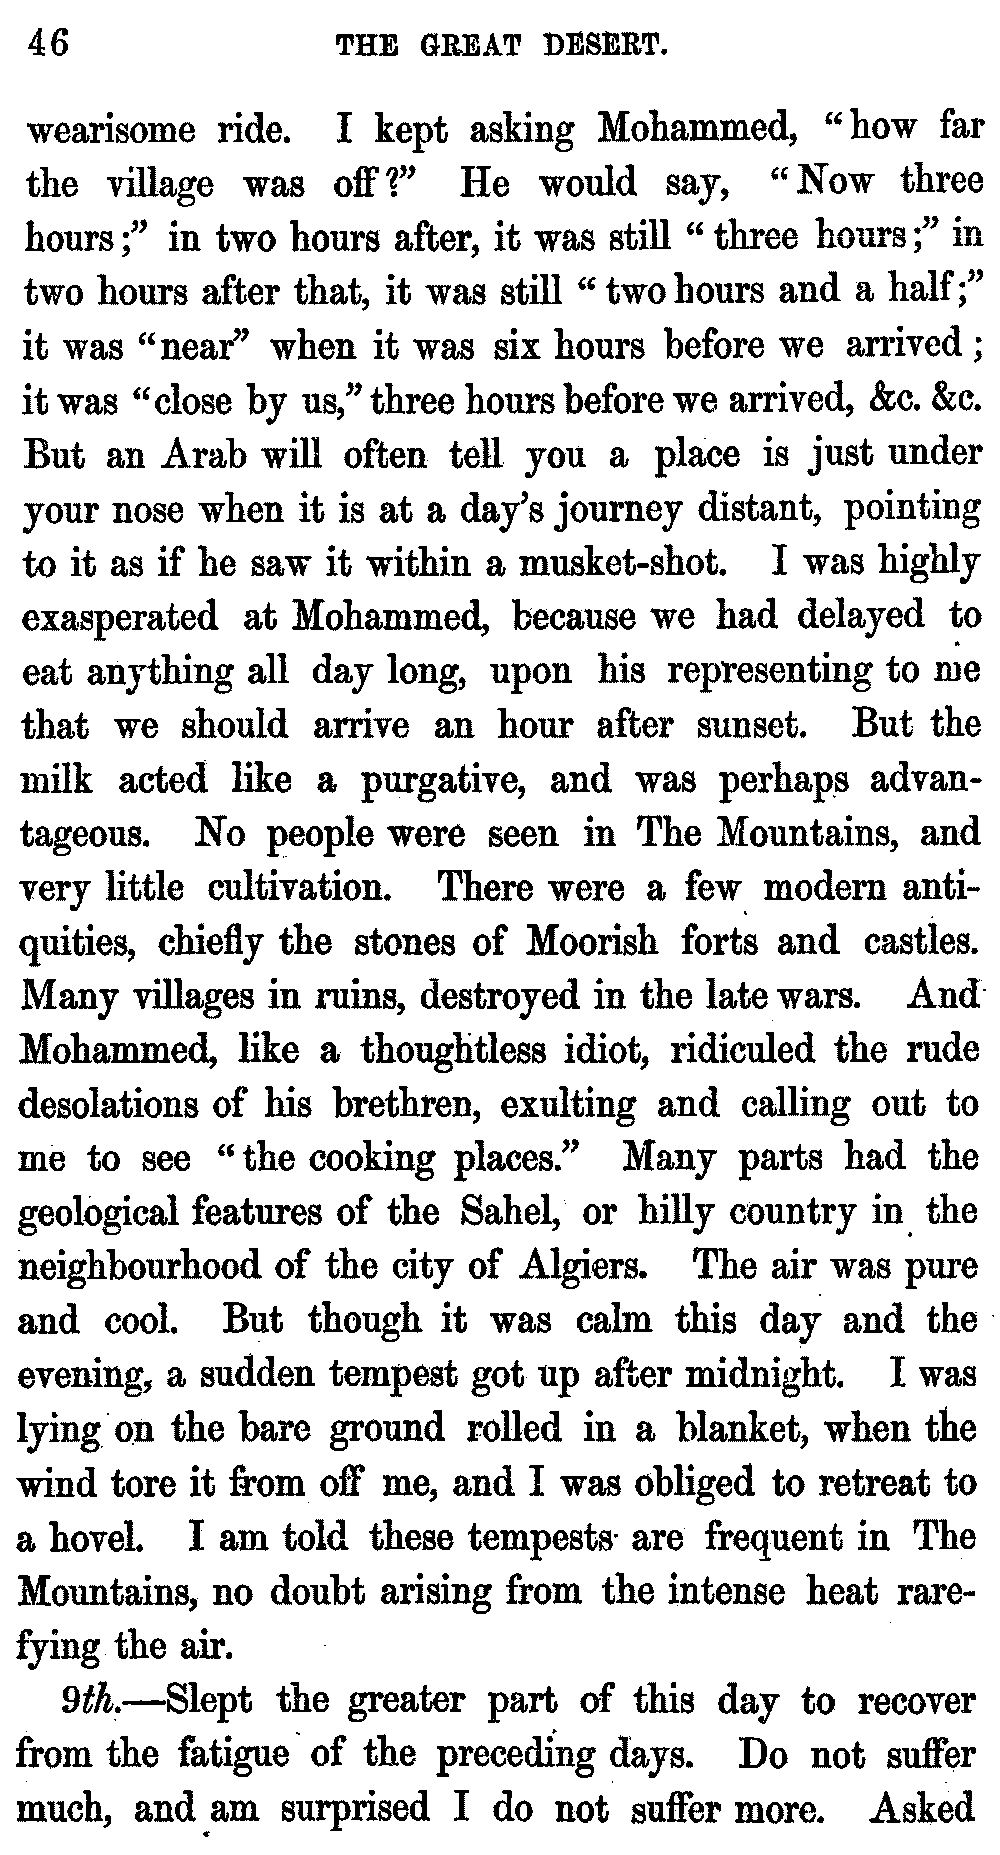 46 THE GREAT DESERT.
wearisome ride. I kept asking Mohammed, “how far
the village was off?” He would say, “Now three
hours;” in two hours after, it was still “three hours;” in
two hours after that, it was still “two hours and a half;”
it was “near” when it was six hours before we arrived;
it was “close by us,” three hours before we arrived, &c. &c.
But an Arab will often tell you a place is just under
your nose when it is at a day’s journey distant, pointing
to it as if he saw it within a musket-shot. I was highly
exasperated at Mohammed, because we had delayed to
eat anything all day long, upon his representing to me
that we should arrive an hour after sunset. But the
milk acted like a purgative, and was perhaps advan-
tageous. No people were seen in The Mountains, and
very little cultivation. There were a few modern anti-
quities, chiefly the stones of Moorish forts and castles.
Many villages in ruins, destroyed in the late wars. And
Mohammed, like a thoughtless idiot, ridiculed the rude
desolations of his brethren, exulting and calling out to
me to see “the cooking places.” Many parts had the
geological features of the Sahel, or hilly country in the
neighbourhood of the city of Algiers. The air was pure
and cool. But though it was calm this day and the
evening, a sudden tempest got up after midnight. I was
lying on the bare ground rolled in a blanket, when the
wind tore it from off me, and I was obliged to retreat to
a hovel. I am told these tempests are frequent in The
Mountains, no doubt arising from the intense heat rare-
fying the air.
9th.—Slept the greater part of this day to recover
from the fatigue of the preceding days. Do not suffer
much, and am surprised I do not suffer more. Asked